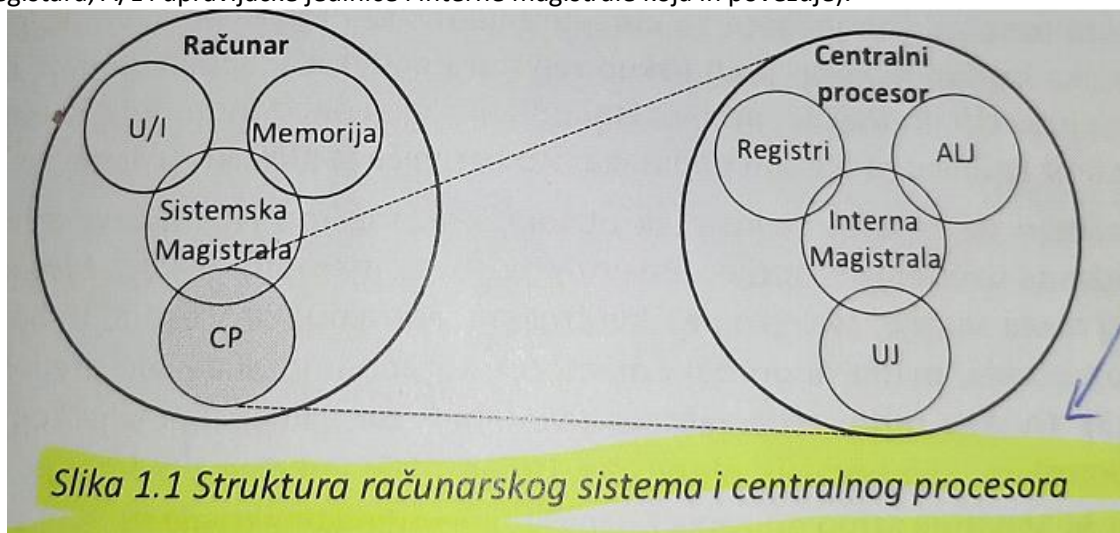 Računar
U/I
Memorija
Sistemska
Magistrala
CP
Centralni
procesor
Registri
ALJ
Interna
Magistrala
UJ
Slika 1.1 Struktura računarskog sistema i centralnog procesora